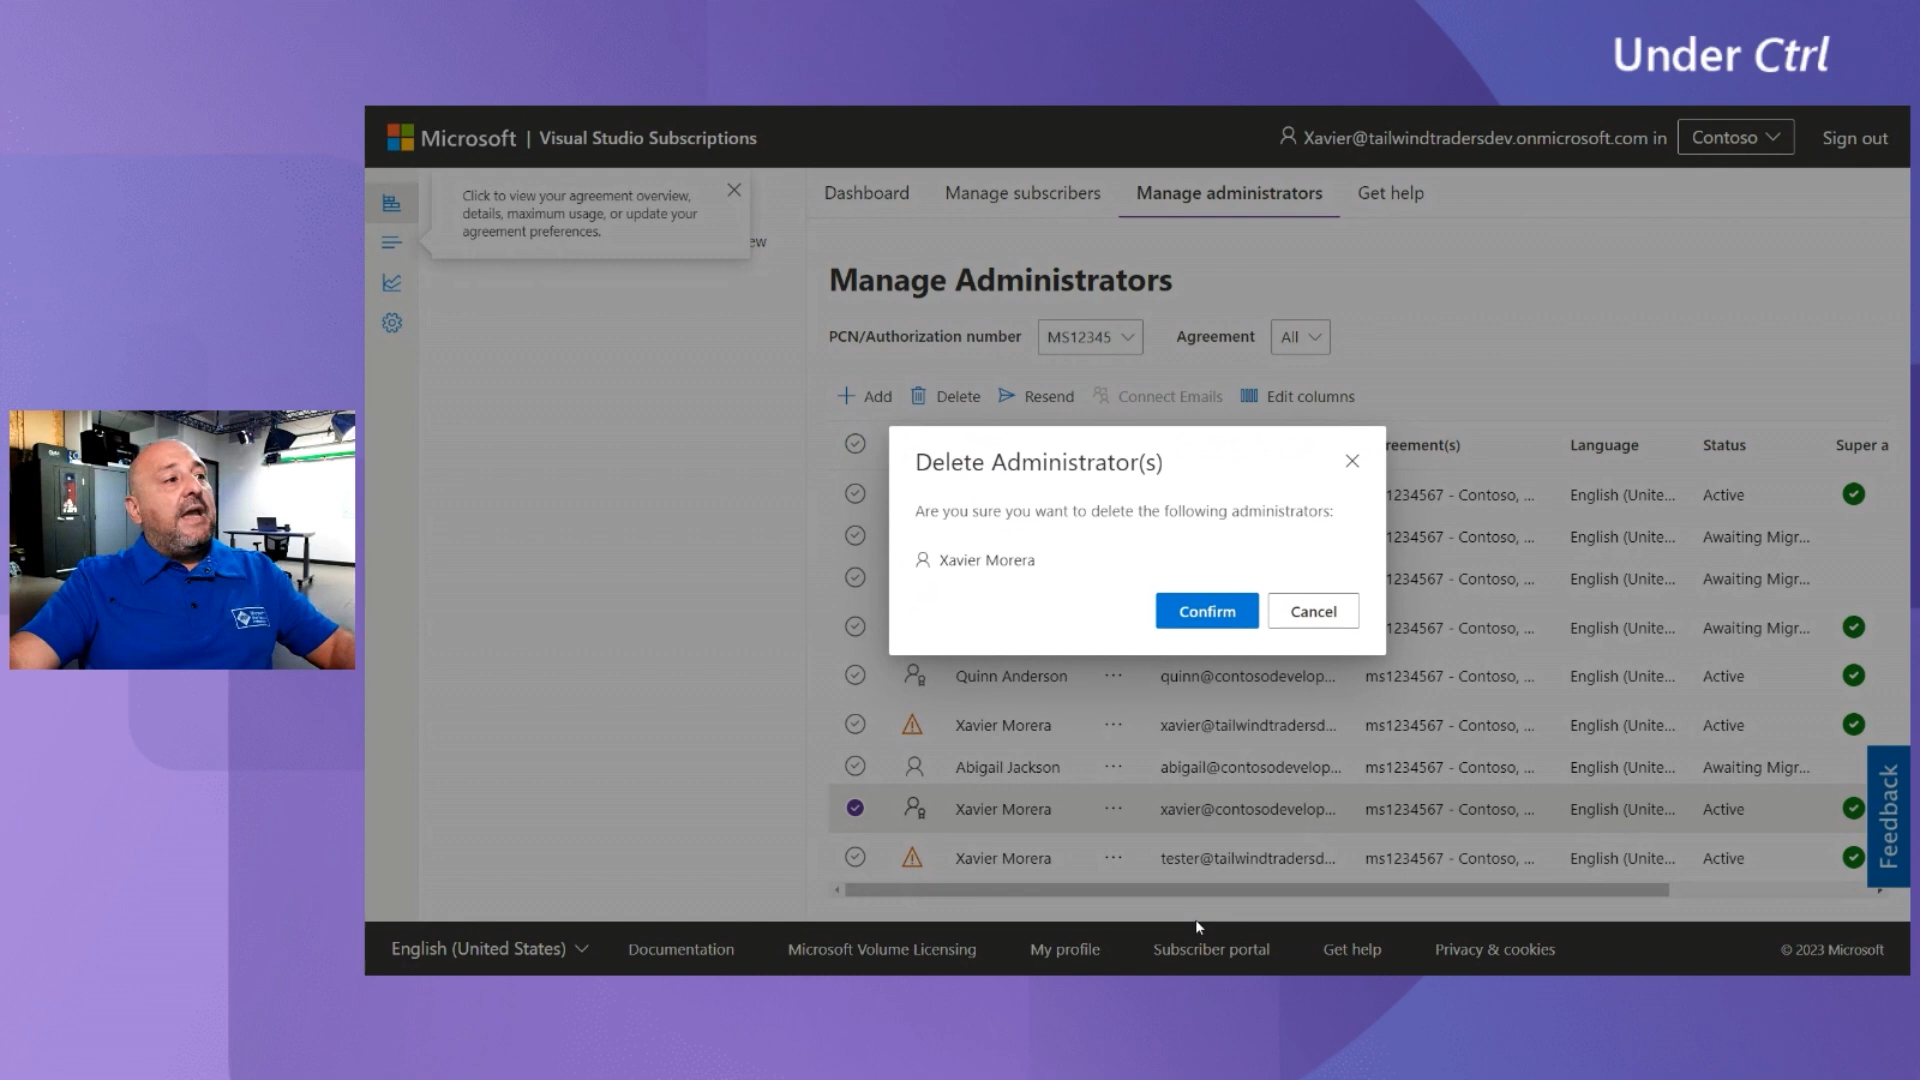 Under Ctrl
Microsoft | Visual Studio Subscriptions
Xavier@tailwindtradersdev.onmicrosoft.com in
Contoso
Sign out
Click to view your agreement overview,
details, maximum usage, or update your
agreement preferences.
ew
Dashboard
Manage subscribers
Manage administrators
Get help
Manage Administrators
PCN/Authorization number
MS12345
Agreement
All
Add
Delete
Resend
Connect Emails
Edit columns
reement(s)
Language
Status
Super a
Delete Administrator(s)
Are you sure you want to delete the following administrators:
Xavier Morera
Confirm
Cancel
1234567 - Contoso, ... English (Unite... Active
1234567 - Contoso, ... English (Unite... Awaiting Migr...
1234567 - Contoso, ... English (Unite... Awaiting Migr...
1234567 - Contoso, ... English (Unite... Awaiting Migr...
Quinn Anderson ... quinn@contosodevelop... ms1234567 - Contoso, ... English (Unite... Active
Xavier Morera ... xavier@tailwindtradersd... ms1234567 - Contoso, ... English (Unite... Active
Abigail Jackson ... abigail@contosodevelop... ms1234567 - Contoso, ... English (Unite... Awaiting Migr...
Xavier Morera ... xavier@contosodevelop... ms1234567 - Contoso, ... English (Unite... Active
Xavier Morera ... tester@tailwindtradersd... ms1234567 - Contoso, ... English (Unite... Active
Feedback
English (United States)
Documentation
Microsoft Volume Licensing
My profile
Subscriber portal
Get help
Privacy & cookies
© 2023 Microsoft